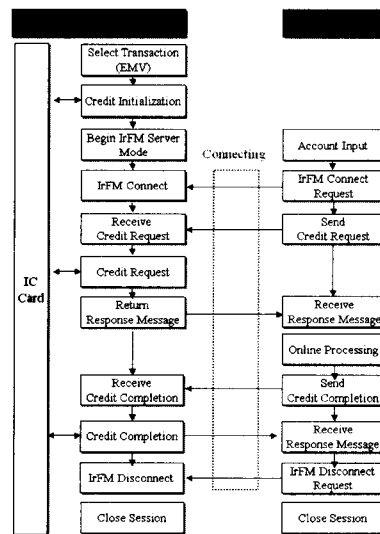 Select Transaction
(EMV)
Credit Initialization
Begin IrFM Server
Mode
IrFM Connect
Receive
Credit Request
Credit Request
Return
Response Message
Receive
Credit Completion
Credit Completion
IrFM Disconnect
Close Session
IC
Card
Connecting
Account Input
IrFM Connect
Request
Send
Credit Request
Receive
Response Message
Online Processing
Send
Credit Completion
Receive
Response Message
IrFM Disconnect
Request
Close Session